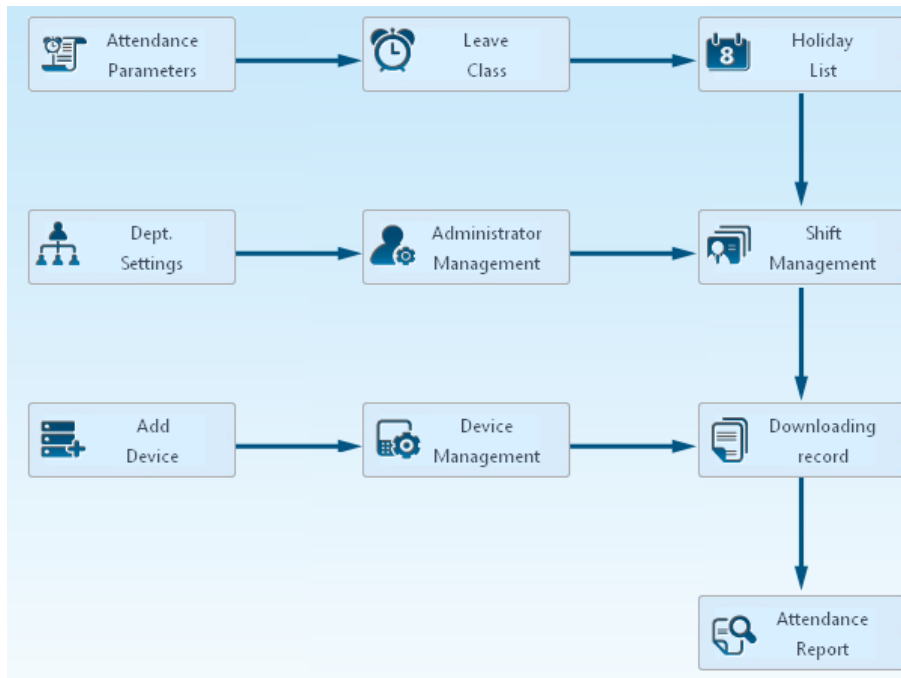 Attendance
Parameters
Leave
Class
8
Holiday
List
Dept.
Settings
Administrator
Management
Shift
Management
Add
Device
Device
Management
Downloading
record
Attendance
Report